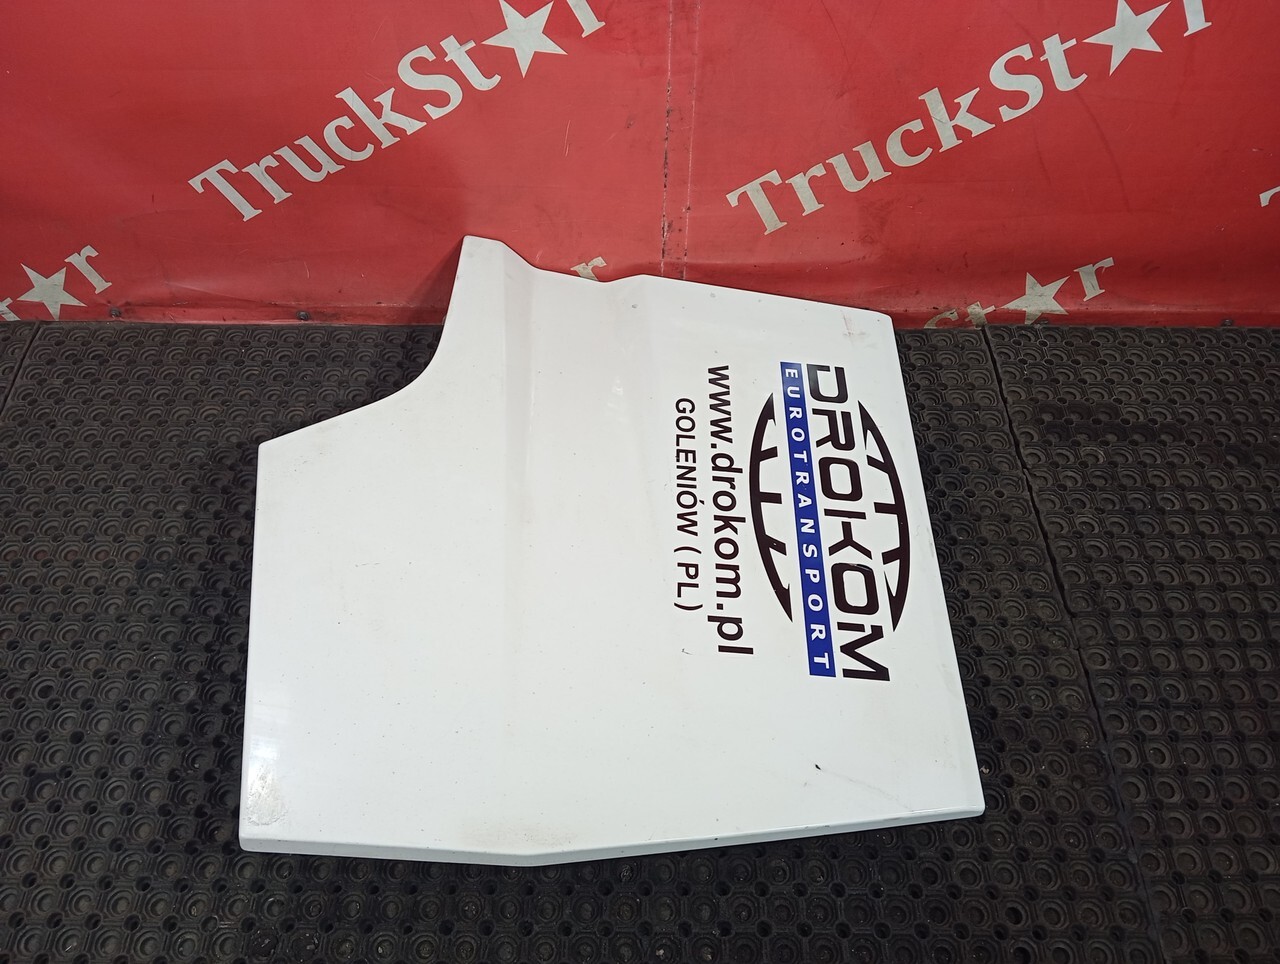 TruckSt★r
TruckSt★r
★r
St★r
DROKOM
EUROTRANSPORT
www.drokom.pl
GOLENIÓW (PL)